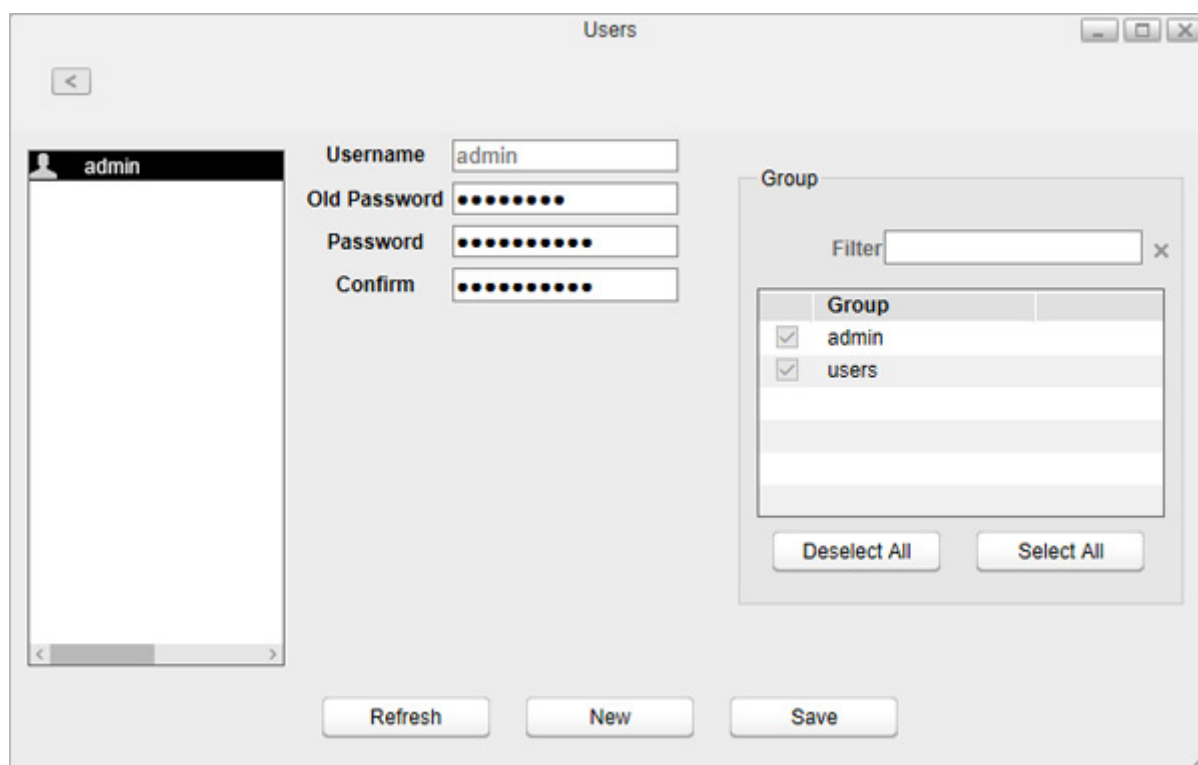 Users
<
admin
Username admin
Old Password ••••••••
Password ••••••••••
Confirm ••••••••••
Group
Filter
Group
admin
users
Deselect All Select All
Refresh New Save